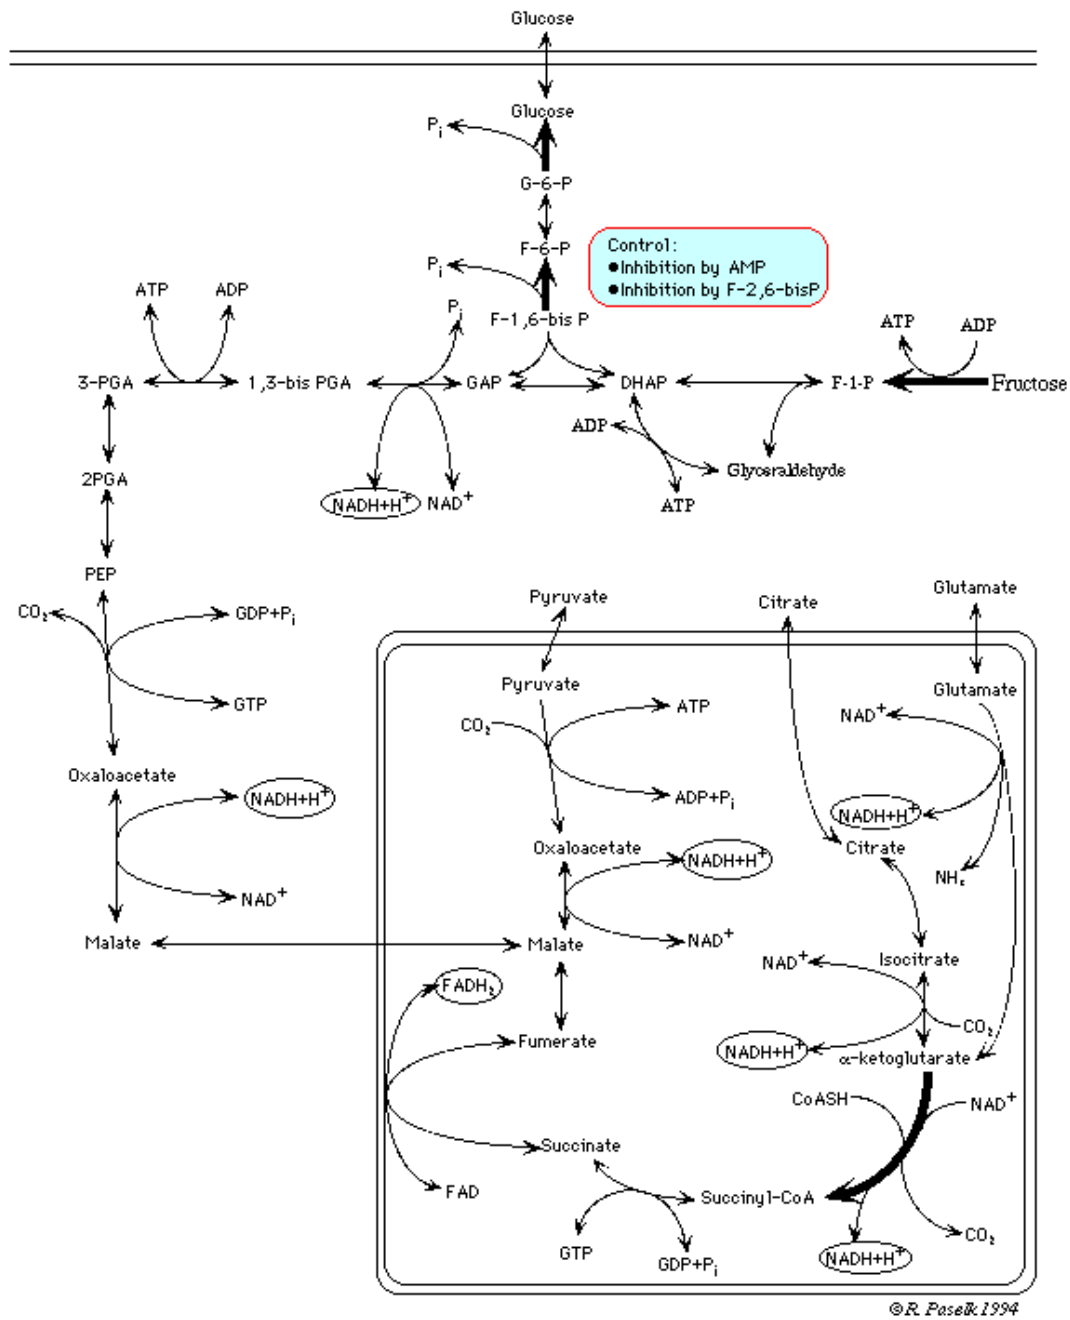 Glucose
Glucose
Pi
G-6-P
F-6-P
Pi
Control:
●Inhibition by AMP
●Inhibition by F-2,6-bisP
ATP
ADP
Pi
F-1,6-bis P
ATP
ADP
3-PGA
1,3-bis PGA
GAP
DHAP
F-1-P
Fructose
ADP
Glyceraldehyde
2PGA
NADH+H+
NAD+
ATP
PEP
CO2
GDP+Pi
GTP
Pyruvate
Citrate
Glutamate
Pyruvate
Glutamate
CO2
ATP
NAD+
Oxaloacetate
NADH+H+
ADP+Pi
NADH+H+
Oxaloacetate
Citrate
NADH+H+
NAD+
NH
Malate
Malate
NAD+
Isocitrate
NAD+
FADH2
CO2
Fumerate
NADH+H+
α-ketoglutarate
CoASH
NAD+
Succinate
FAD
Succinyl-CoA
GTP
GDP+Pi
NADH+H+
CO2
© R. Paselk 1994